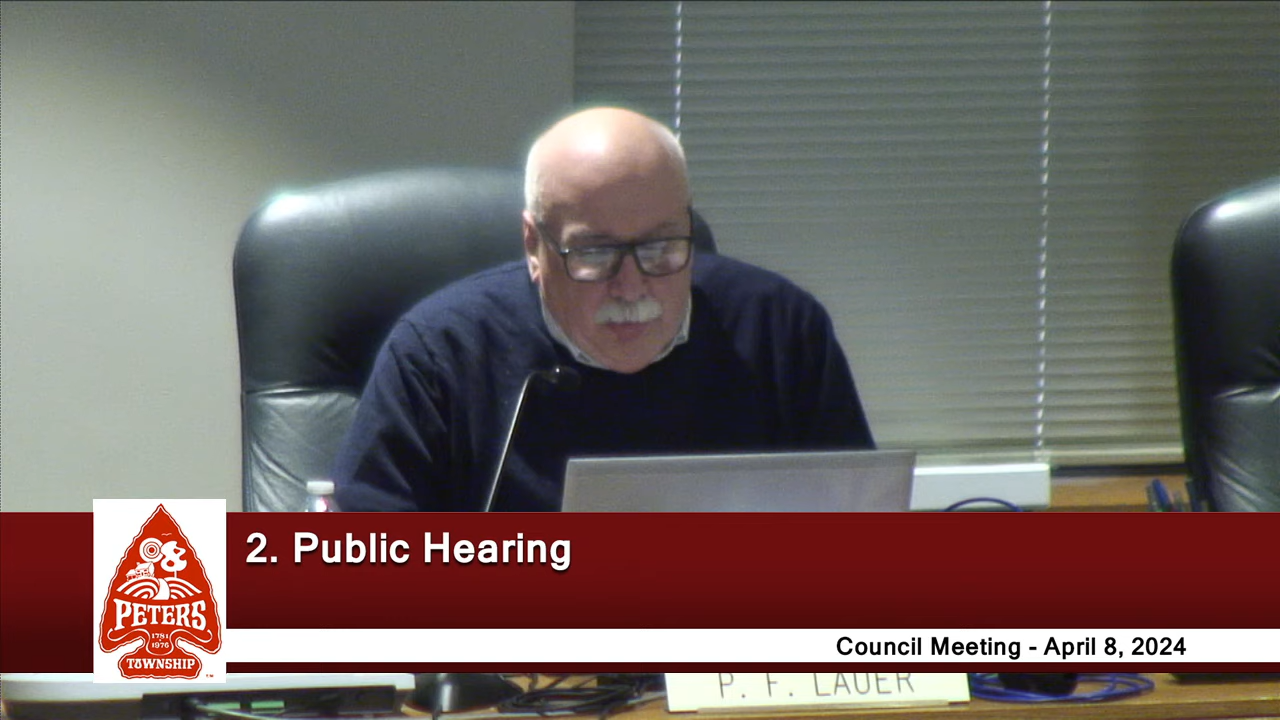 2. Public Hearing
PETERS
1781
1976
TOWNSHIP
Council Meeting - April 8, 2024
P. F. LAUER